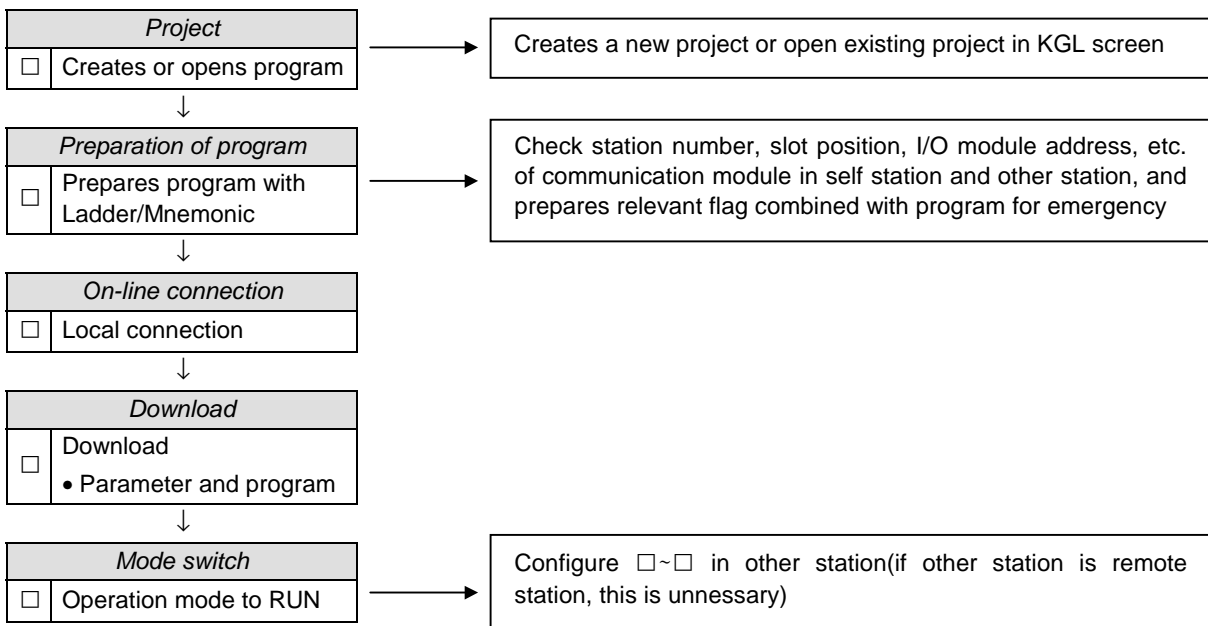 Project
□ Creates or opens program
Creates a new project or open existing project in KGL screen
↓
Preparation of program
□ Prepares program with
Ladder/Mnemonic
Check station number, slot position, I/O module address, etc.
of communication module in self station and other station, and
prepares relevant flag combined with program for emergency
↓
On-line connection
□ Local connection
↓
Download
□ Download
• Parameter and program
↓
Mode switch
□ Operation mode to RUN
Configure □~□ in other station(if other station is remote
station, this is unnessary)